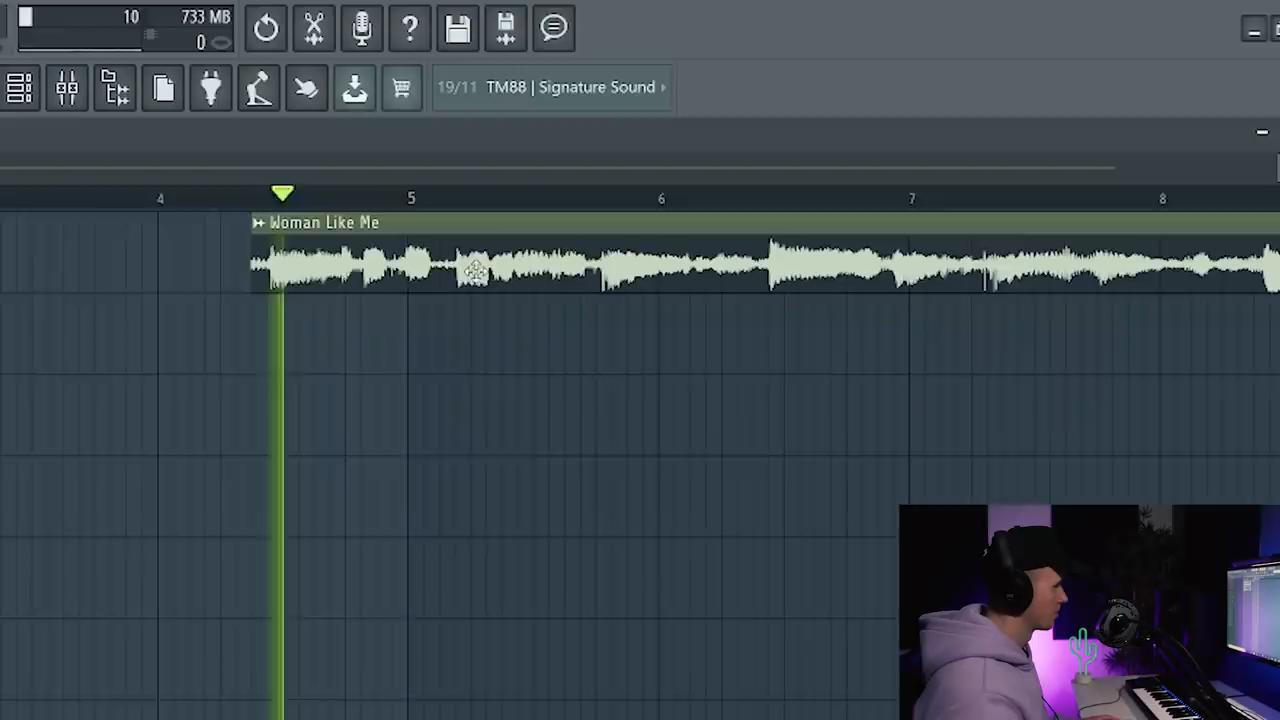 10 733 MB
0
?
19/11 TM88 | Signature Sound
4 5 6 7 8
Woman Like Me